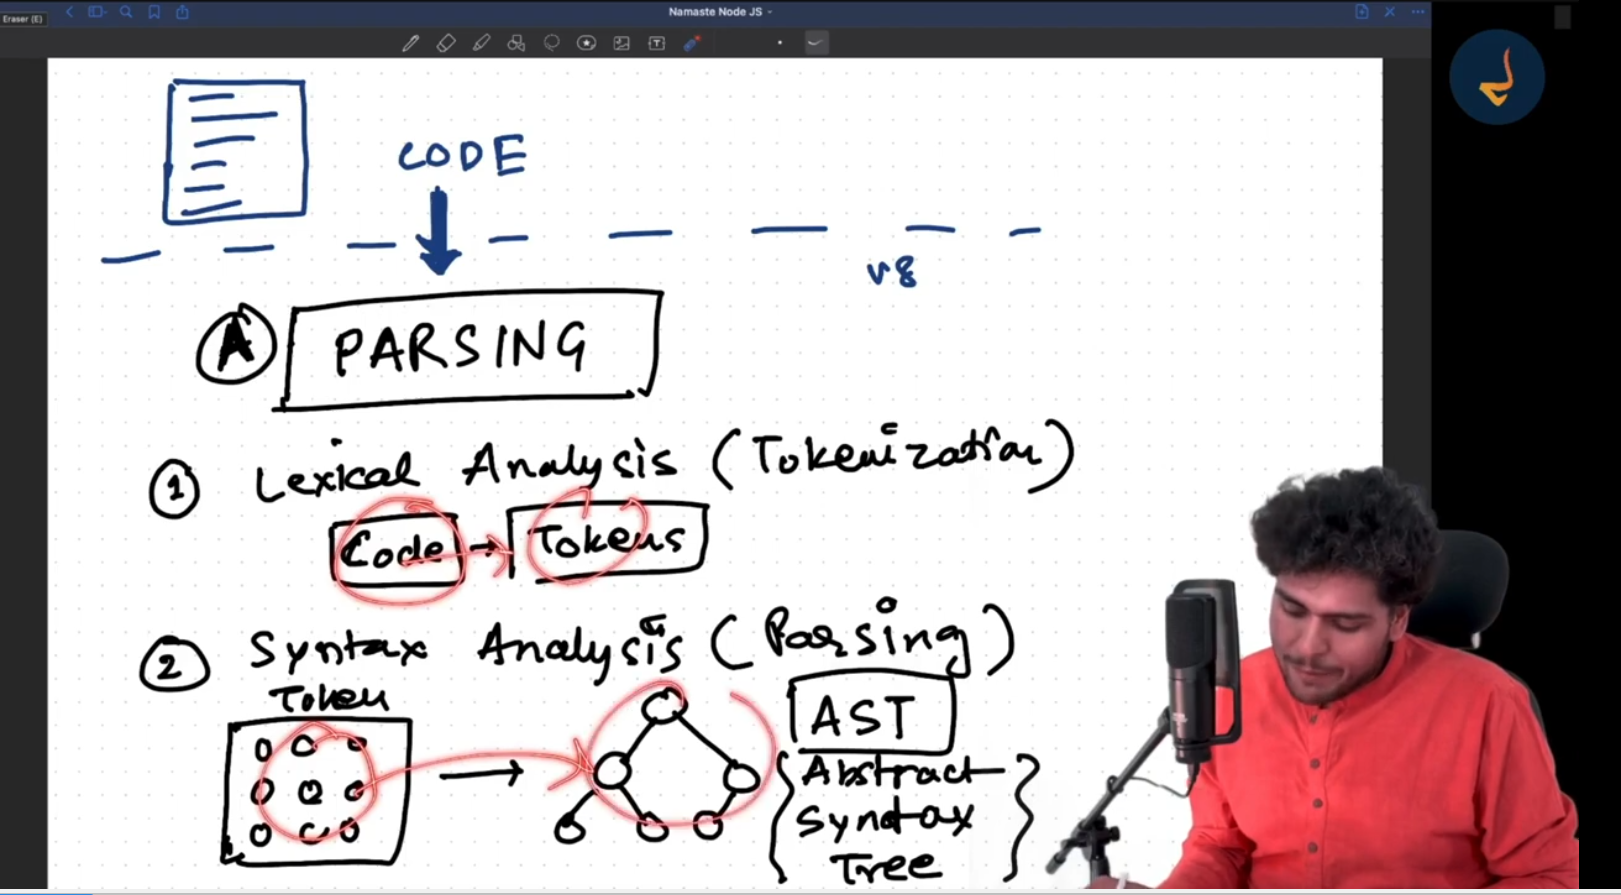 Eraser (E)
Namaste Node JS
CODE
v8
A PARSING
1 Lexical Analysis (Tokenization)
Code → Tokens
2 Syntax Analysis (Parsing)
Token
AST
{ Abstract
Syntax
Tree }